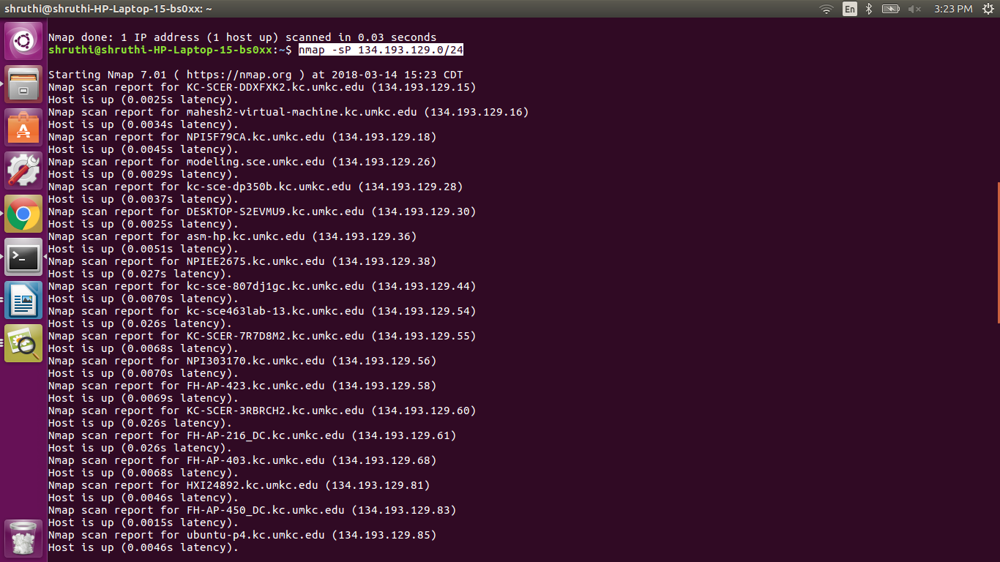 shruthi@shruthi-HP-Laptop-15-bs0xx: ~
En
3:23 PM
Nmap done: 1 IP address (1 host up) scanned in 0.03 seconds
shruthi@shruthi-HP-Laptop-15-bs0xx:~$ nmap -sP 134.193.129.0/24
Starting Nmap 7.01 ( https://nmap.org ) at 2018-03-14 15:23 CDT
Nmap scan report for KC-SCER-DDXFXK2.kc.umkc.edu (134.193.129.15)
Host is up (0.0025s latency).
Nmap scan report for mahesh2-virtual-machine.kc.umkc.edu (134.193.129.16)
Host is up (0.0034s latency).
Nmap scan report for NPI5F79CA.kc.umkc.edu (134.193.129.18)
Host is up (0.0045s latency).
Nmap scan report for modeling.sce.umkc.edu (134.193.129.26)
Host is up (0.0029s latency).
Nmap scan report for kc-sce-dp350b.kc.umkc.edu (134.193.129.28)
Host is up (0.0037s latency).
Nmap scan report for DESKTOP-S2EVMU9.kc.umkc.edu (134.193.129.30)
Host is up (0.0025s latency).
Nmap scan report for asm-hp.kc.umkc.edu (134.193.129.36)
Host is up (0.0051s latency).
Nmap scan report for NPIEE2675.kc.umkc.edu (134.193.129.38)
Host is up (0.027s latency).
Nmap scan report for kc-sce-807dj1gc.kc.umkc.edu (134.193.129.44)
Host is up (0.0070s latency).
Nmap scan report for kc-sce463lab-13.kc.umkc.edu (134.193.129.54)
Host is up (0.026s latency).
Nmap scan report for KC-SCER-7R7D8M2.kc.umkc.edu (134.193.129.55)
Host is up (0.0068s latency).
Nmap scan report for NPI303170.kc.umkc.edu (134.193.129.56)
Host is up (0.0070s latency).
Nmap scan report for FH-AP-423.kc.umkc.edu (134.193.129.58)
Host is up (0.0069s latency).
Nmap scan report for KC-SCER-3RBRCH2.kc.umkc.edu (134.193.129.60)
Host is up (0.026s latency).
Nmap scan report for FH-AP-216_DC.kc.umkc.edu (134.193.129.61)
Host is up (0.026s latency).
Nmap scan report for FH-AP-403.kc.umkc.edu (134.193.129.68)
Host is up (0.0068s latency).
Nmap scan report for HXI24892.kc.umkc.edu (134.193.129.81)
Host is up (0.0046s latency).
Nmap scan report for FH-AP-450_DC.kc.umkc.edu (134.193.129.83)
Host is up (0.0015s latency).
Nmap scan report for ubuntu-p4.kc.umkc.edu (134.193.129.85)
Host is up (0.0046s latency).